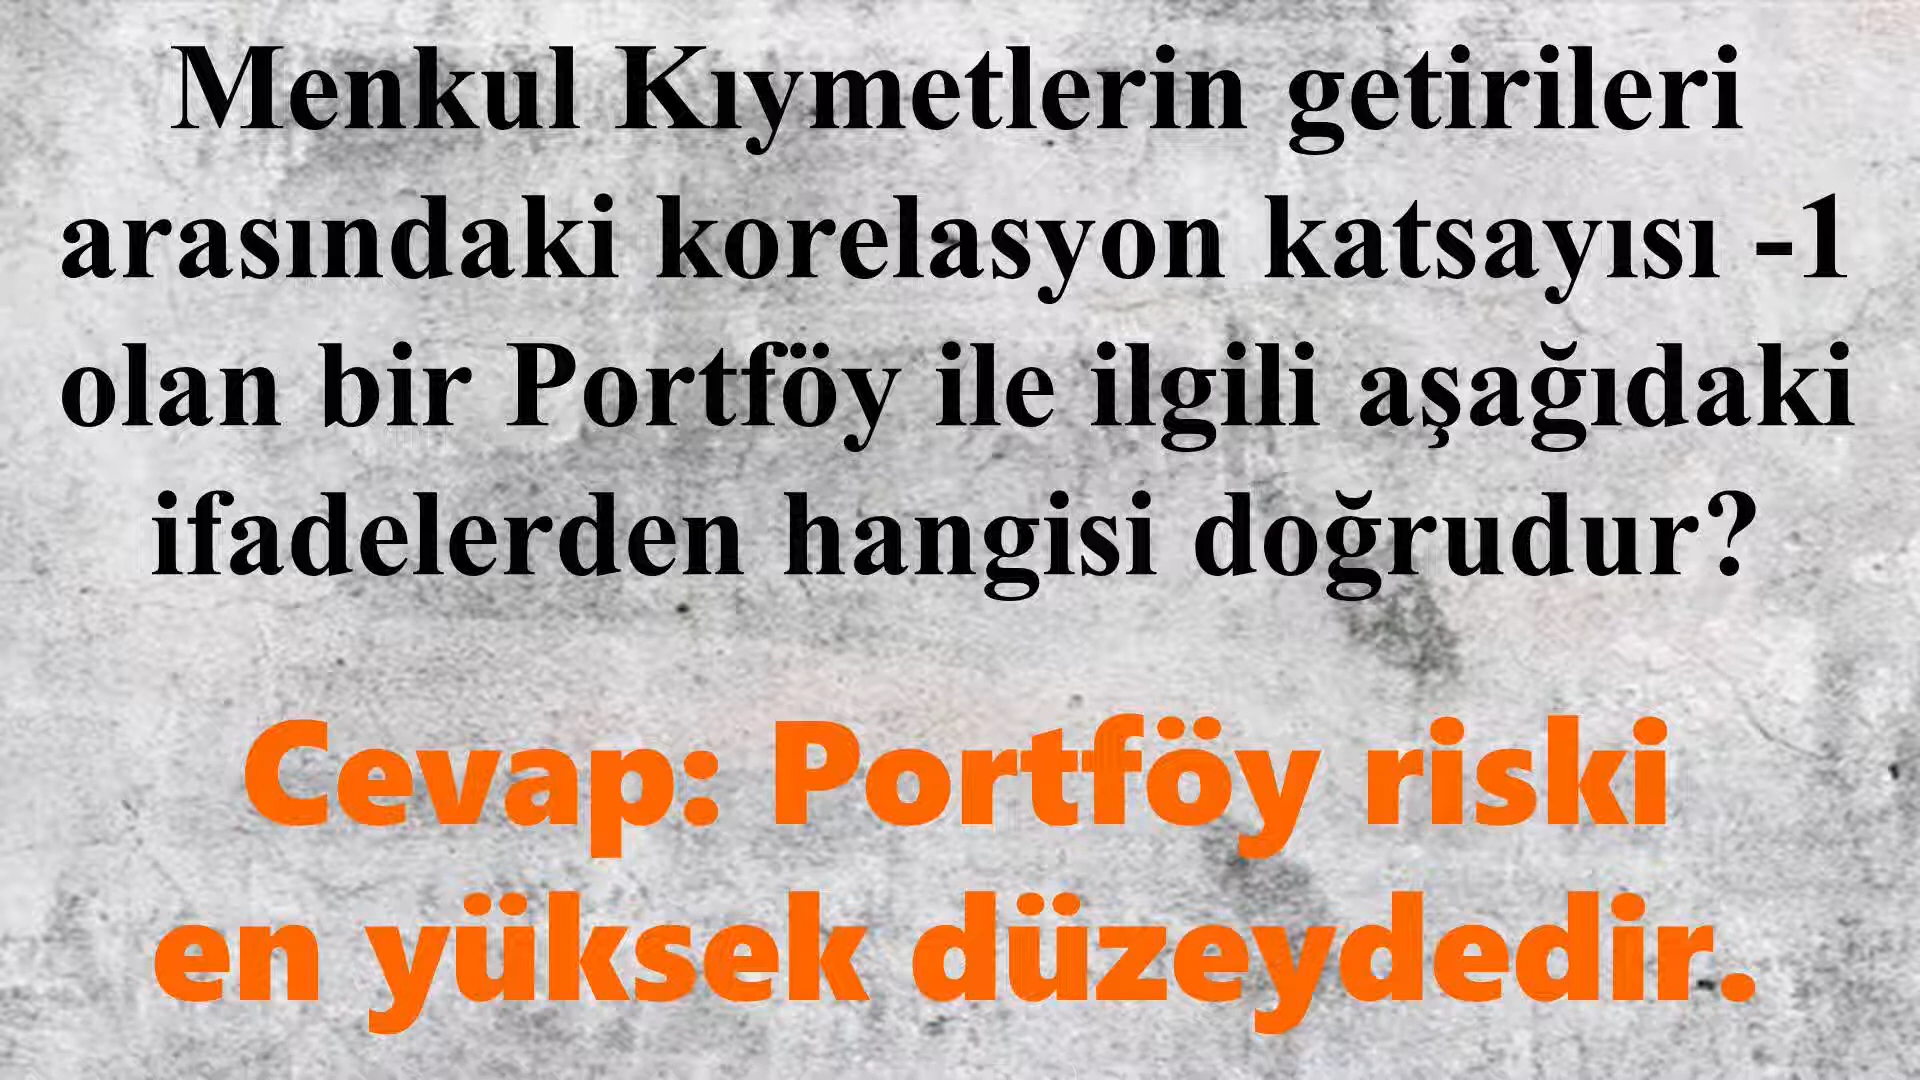 Menkul Kıymetlerin getirileri
arasındaki korelasyon katsayısı -1
olan bir Portföy ile ilgili aşağıdaki
ifadelerden hangisi doğrudur?
Cevap: Portföy riski
en yüksek düzeydedir.